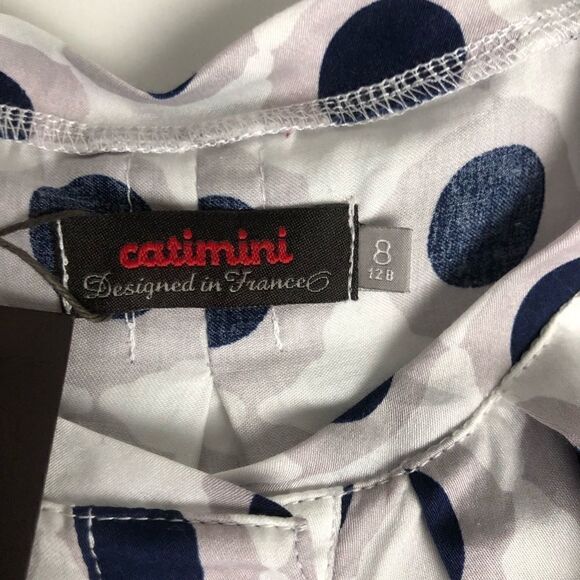 catimini
Designed in France
8
12B